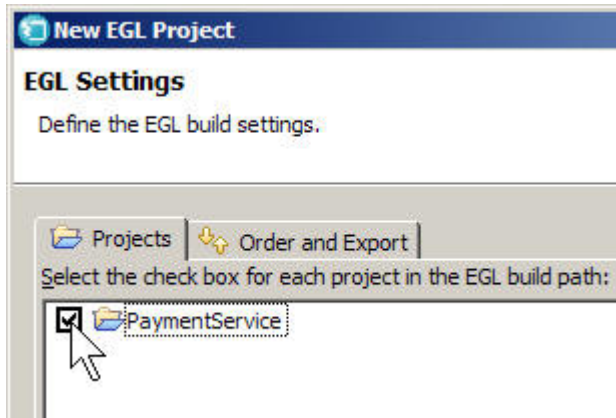 New EGL Project
EGL Settings
Define the EGL build settings.
Projects Order and Export
Select the check box for each project in the EGL build path:
PaymentService